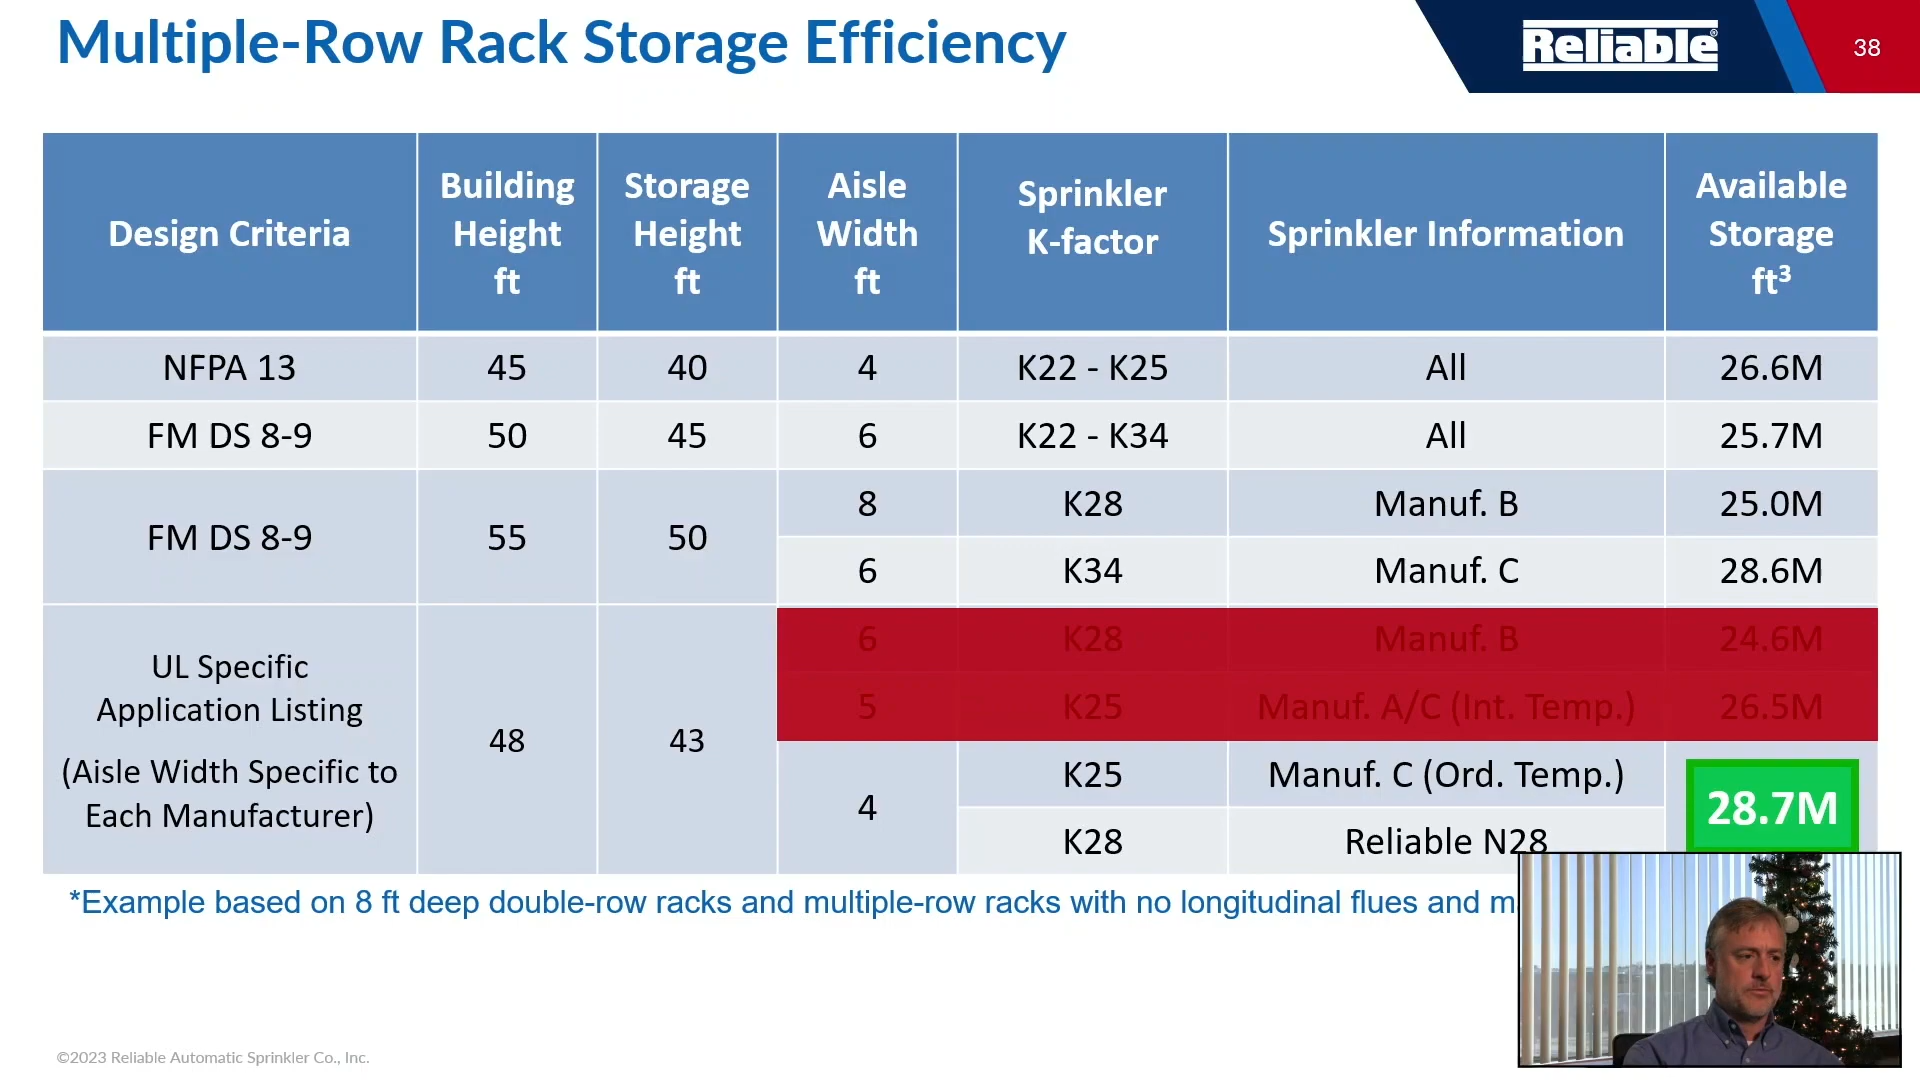 Multiple-Row Rack Storage Efficiency
Reliable®
38
Design Criteria
Building
Height
ft
Storage
Height
ft
Aisle
Width
ft
Sprinkler
K-factor
Sprinkler Information
Available
Storage
ft³
NFPA 13 45 40 4 K22 - K25 All 26.6M
FM DS 8-9 50 45 6 K22 - K34 All 25.7M
FM DS 8-9 55 50
8 K28 Manuf. B 25.0M
6 K34 Manuf. C 28.6M
UL Specific
Application Listing
(Aisle Width Specific to
Each Manufacturer)
48 43
6 K28 Manuf. B 24.6M
5 K25 Manuf. A/C (Int. Temp.) 26.5M
4
K25 Manuf. C (Ord. Temp.)
K28 Reliable N28
28.7M
*Example based on 8 ft deep double-row racks and multiple-row racks with no longitudinal flues and
©2023 Reliable Automatic Sprinkler Co., Inc.